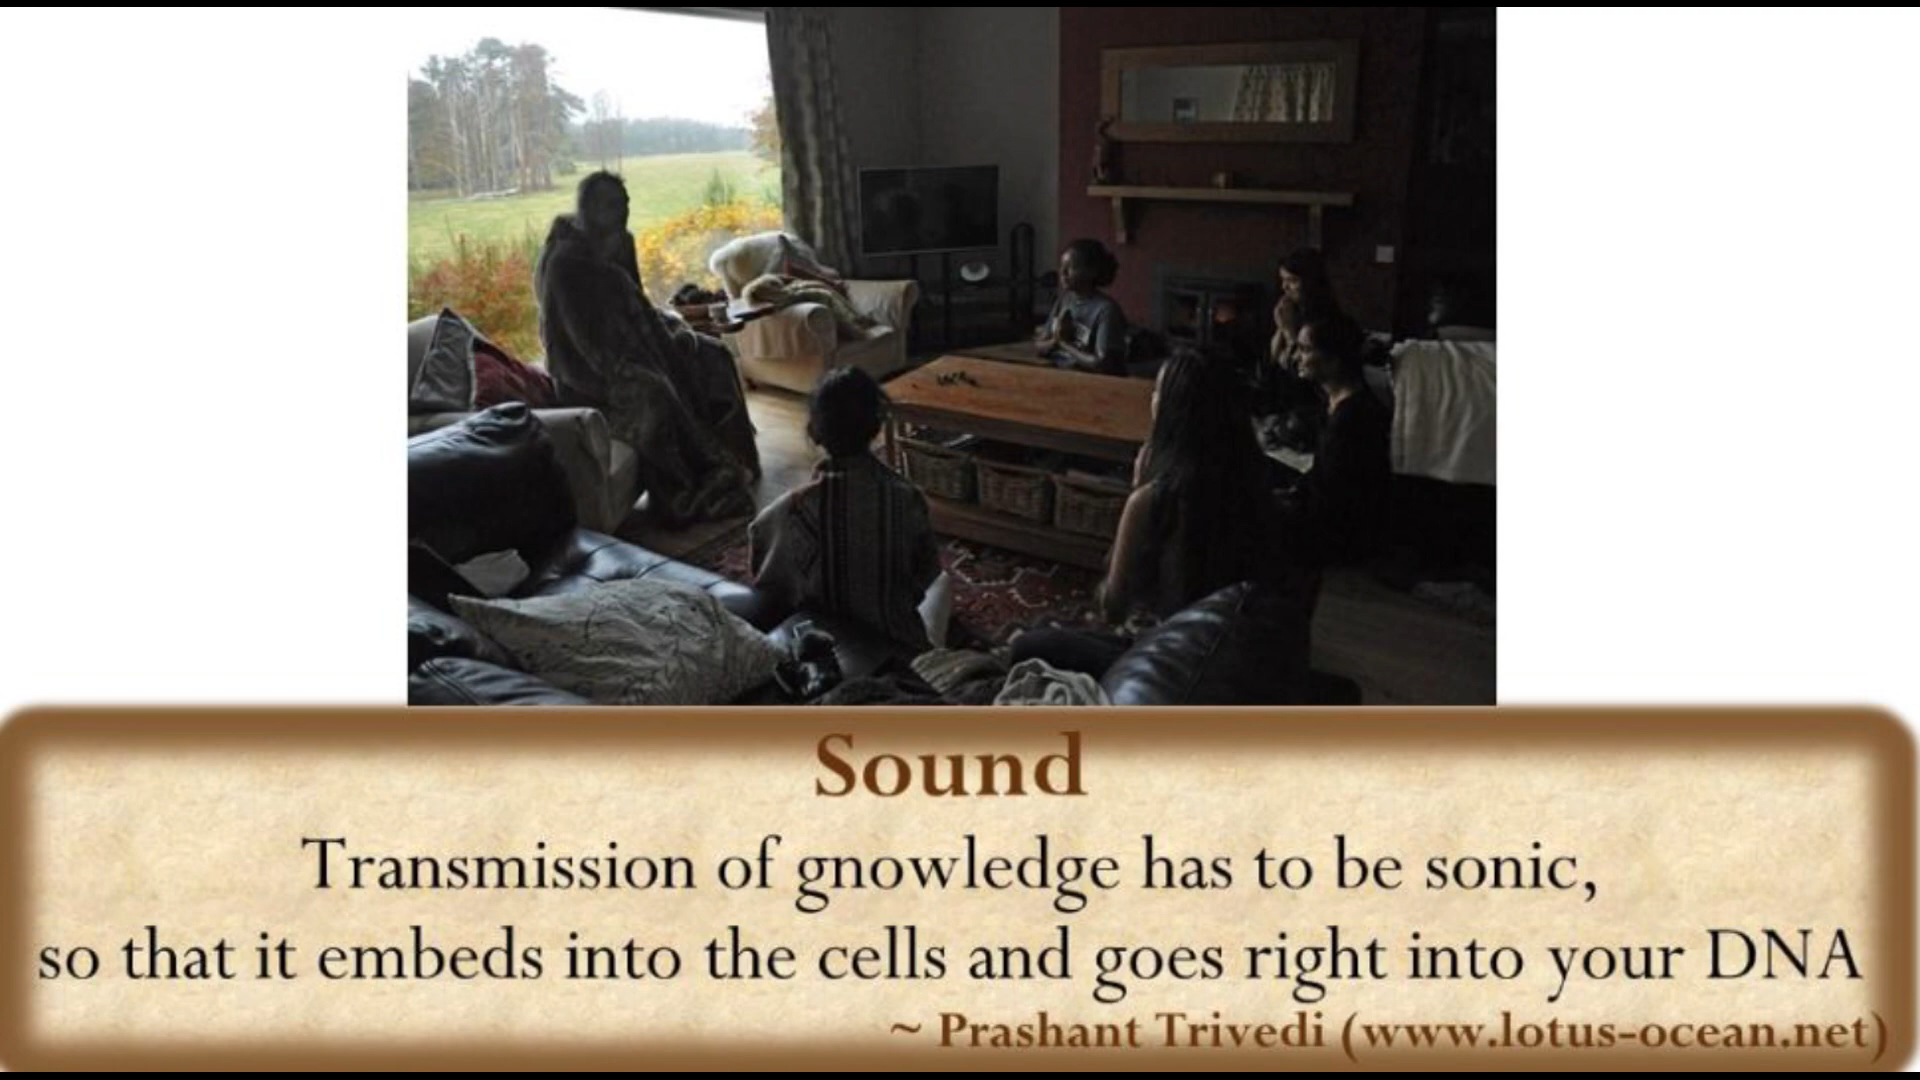 Sound
Transmission of gnowledge has to be sonic,
so that it embeds into the cells and goes right into your DNA
~ Prashant Trivedi (www.lotus-ocean.net)